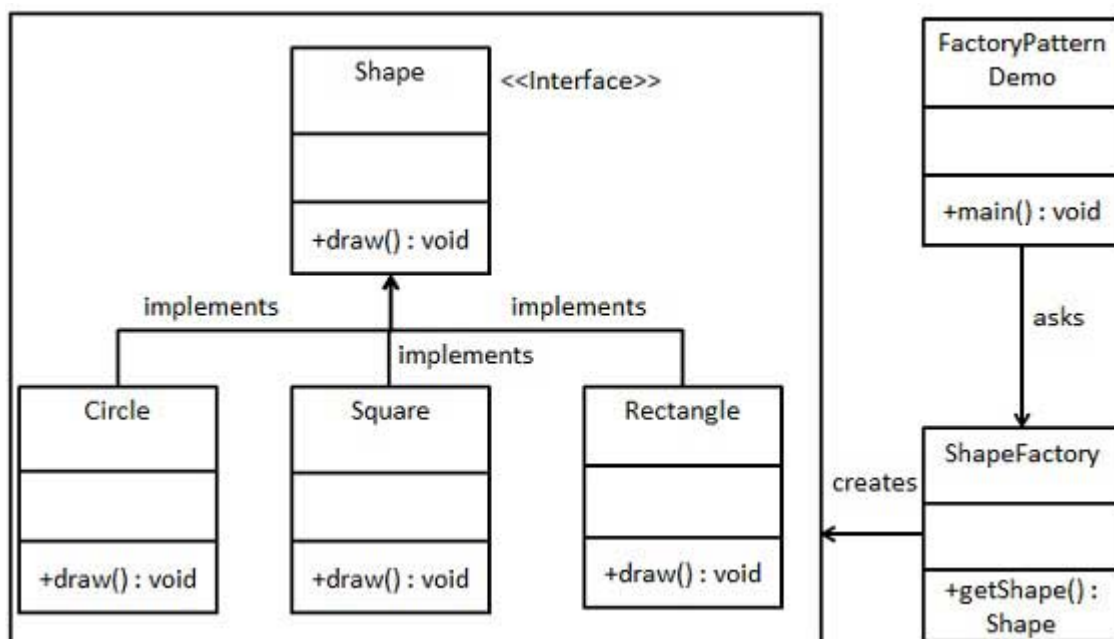 Shape
<<Interface>>
+draw() : void
implements
implements
implements
Circle
+draw() : void
Square
+draw() : void
Rectangle
+draw() : void
FactoryPattern
Demo
+main() : void
asks
ShapeFactory
+getShape() :
Shape
creates